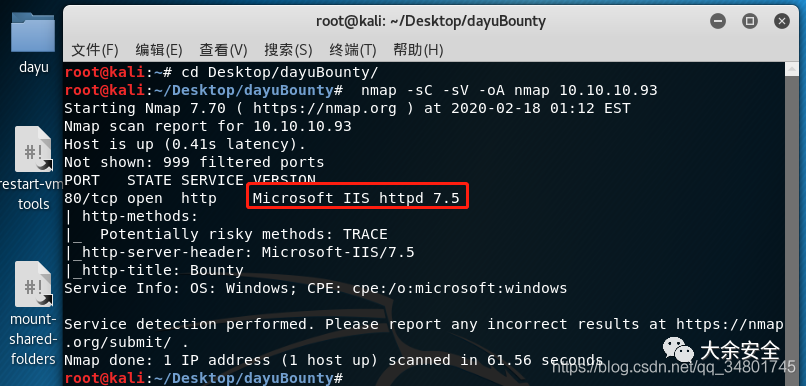 root@kali: ~/Desktop/dayuBounty
文件(F) 编辑(E) 查看(V) 搜索(S) 终端(T) 帮助(H)
root@kali:~# cd Desktop/dayuBounty/
root@kali:~/Desktop/dayuBounty#  nmap -sC -sV -oA nmap 10.10.10.93
Starting Nmap 7.70 ( https://nmap.org ) at 2020-02-18 01:12 EST
Nmap scan report for 10.10.10.93
Host is up (0.41s latency).
Not shown: 999 filtered ports
PORT   STATE SERVICE VERSION
80/tcp open  http    Microsoft IIS httpd 7.5
| http-methods:
|_  Potentially risky methods: TRACE
|_http-server-header: Microsoft-IIS/7.5
|_http-title: Bounty
Service Info: OS: Windows; CPE: cpe:/o:microsoft:windows
Service detection performed. Please report any incorrect results at https://nmap
.org/submit/ .
Nmap done: 1 IP address (1 host up) scanned in 61.56 seconds
root@kali:~/Desktop/dayuBounty#
dayu
#!
restart-vm
tools
#!
mount-
shared-
folders
大余安全
https://blog.csdn.net/qq_34801745